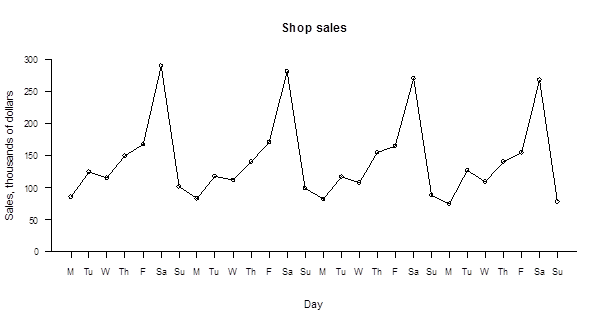 Shop sales
Sales, thousands of dollars
300
250
200
150
100
50
0
M Tu W Th F Sa Su M Tu W Th F Sa Su M Tu W Th F Sa Su M Tu W Th F Sa Su
Day